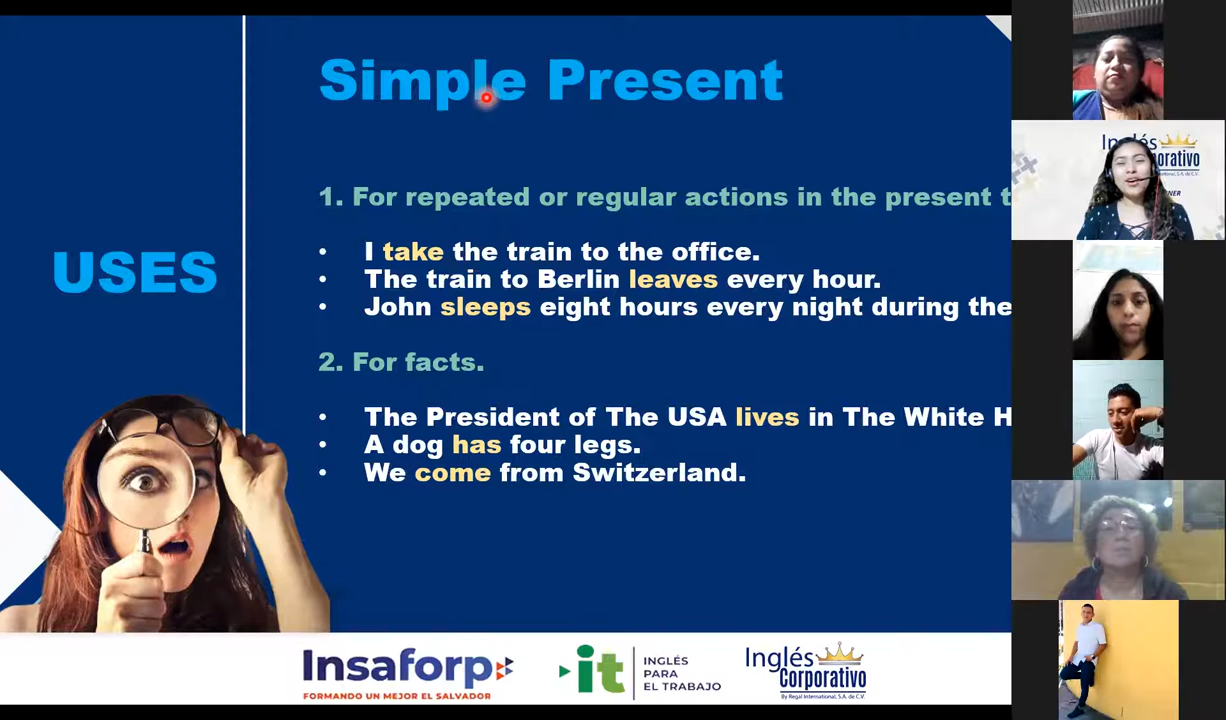 Simple Present
1. For repeated or regular actions in the present t
• I take the train to the office.
• The train to Berlin leaves every hour.
• John sleeps eight hours every night during the
USES
2. For facts.
• The President of The USA lives in The White H
• A dog has four legs.
• We come from Switzerland.
Insaforp
FORMANDO UN MEJOR EL SALVADOR
it
INGLÉS
PARA
EL TRABAJO
Inglés
Corporativo
By Regal International, S.A. de C.V.
Inglés
orporativo